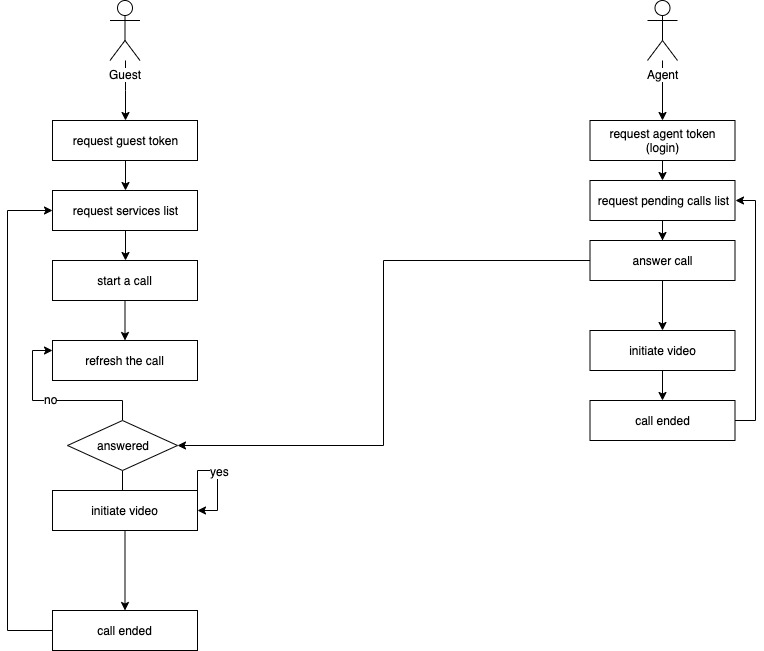 Guest
request guest token
request services list
start a call
refresh the call
no
answered
yes
initiate video
call ended
Agent
request agent token
(login)
request pending calls list
answer call
initiate video
call ended